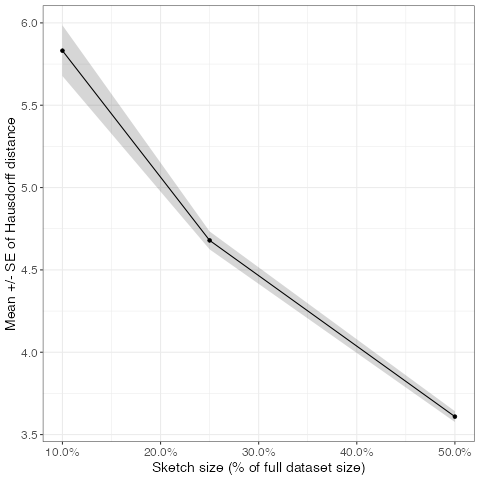 Mean +/- SE of Hausdorff distance
6.0
5.5
5.0
4.5
4.0
3.5
10.0% 20.0% 30.0% 40.0% 50.0%
Sketch size (% of full dataset size)